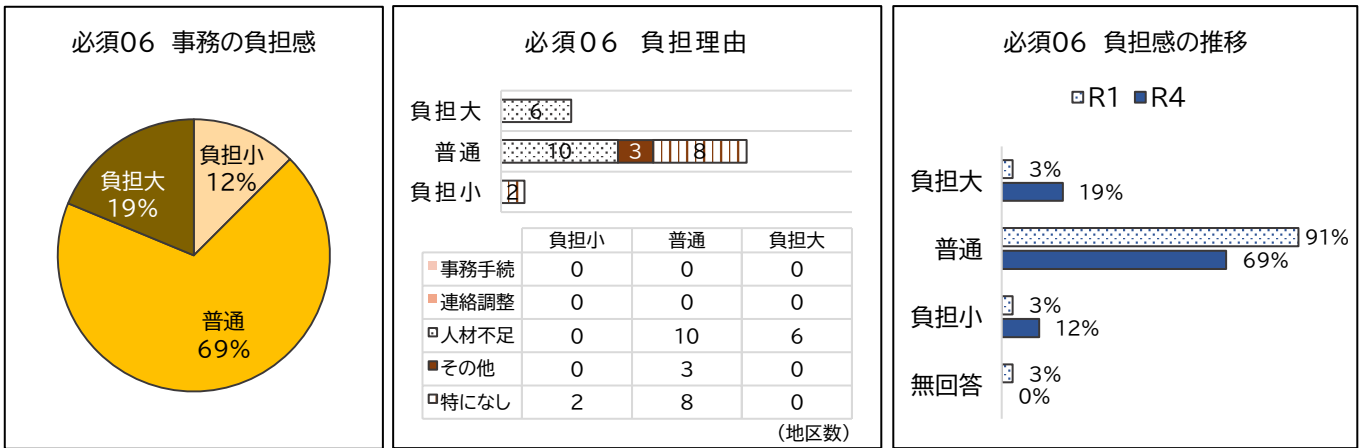 必須06 事務の負担感
負担小
12%
負担大
19%
普通
69%
必須06 負担理由
負担大
6
普通
10 3 8
負担小
2
負担小 普通 負担大
事務手続 0 0 0
連絡調整 0 0 0
人材不足 0 10 6
その他 0 3 0
特になし 2 8 0
（地区数）
必須06 負担感の推移
R1 R4
負担大 3%
19%
普通 91%
69%
負担小 3%
12%
無回答 3%
0%